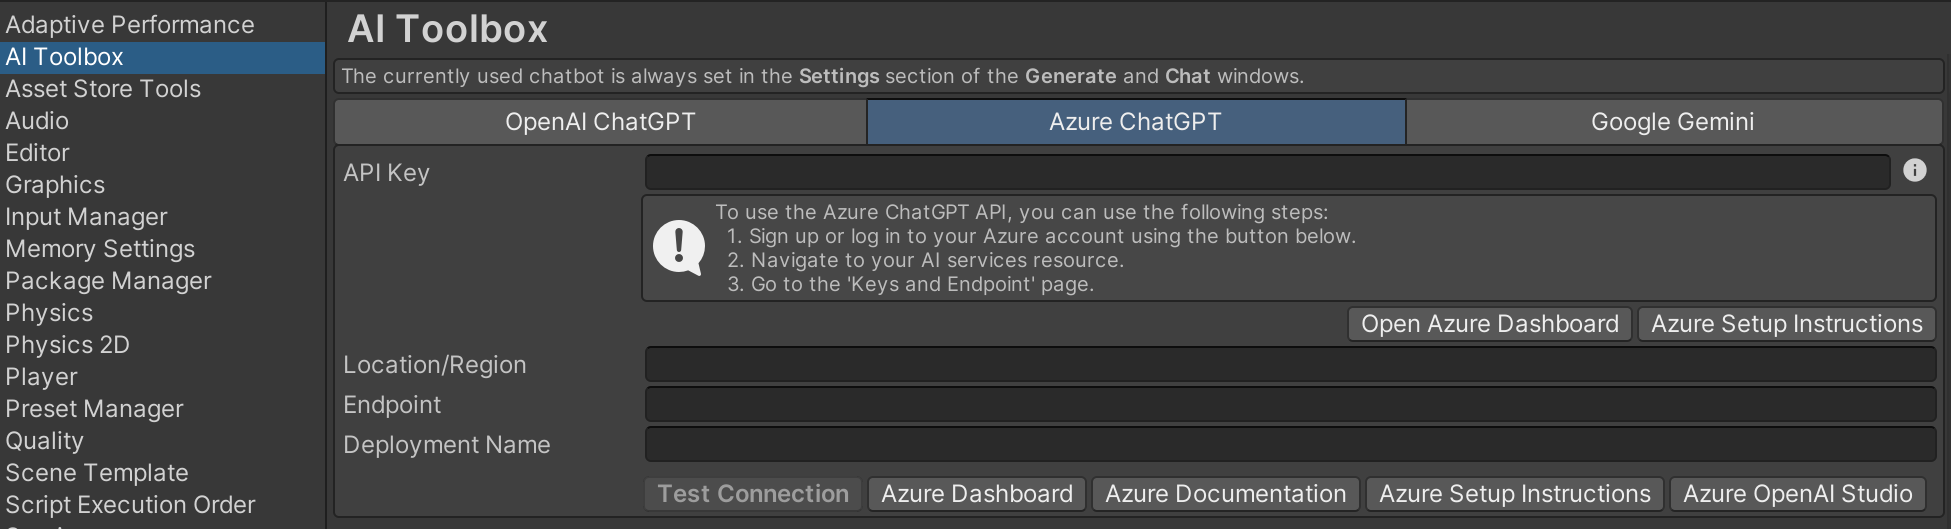 Adaptive Performance
AI Toolbox
Asset Store Tools
Audio
Editor
Graphics
Input Manager
Memory Settings
Package Manager
Physics
Physics 2D
Player
Preset Manager
Quality
Scene Template
Script Execution Order
AI Toolbox
The currently used chatbot is always set in the Settings section of the Generate and Chat windows.
OpenAI ChatGPT
Azure ChatGPT
Google Gemini
API Key
To use the Azure ChatGPT API, you can use the following steps:
1. Sign up or log in to your Azure account using the button below.
2. Navigate to your AI services resource.
3. Go to the 'Keys and Endpoint' page.
Open Azure Dashboard
Azure Setup Instructions
Location/Region
Endpoint
Deployment Name
Test Connection
Azure Dashboard
Azure Documentation
Azure Setup Instructions
Azure OpenAI Studio